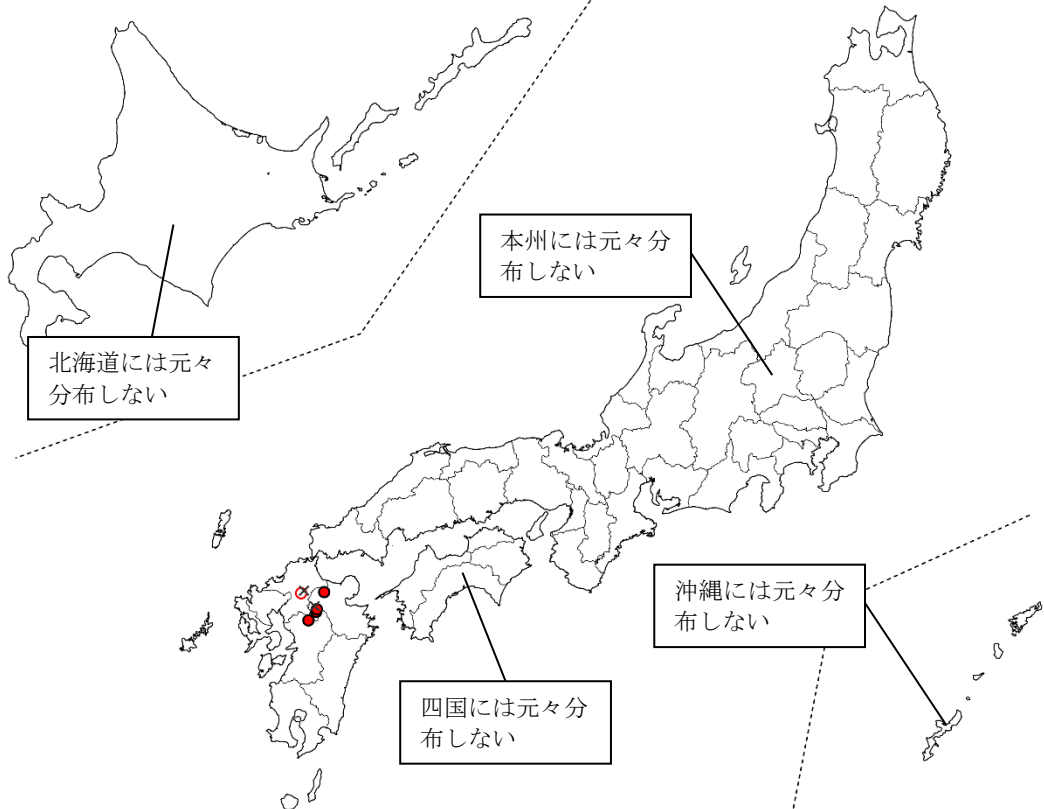 本州には元々分
布しない
北海道には元々
分布しない
沖縄には元々分
布しない
四国には元々分
布しない